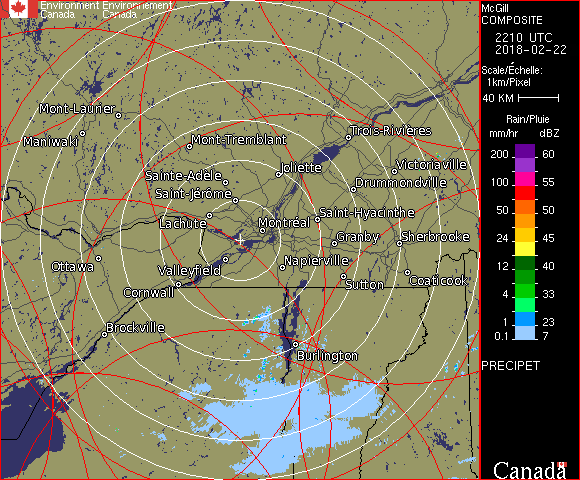 Environment Environnement
Canada Canada
McGill
COMPOSITE
2210 UTC
2018-02-22
Scale/Échelle:
1km/Pixel
40 KM
Rain/Pluie
mm/hr dBZ
200 60
100 55
50 50
24 45
12 40
4 33
1 23
0.1 7
PRECIPET
Canada
Mont-Laurier
Maniwaki
Mont-Tremblant
Trois-Rivières
Sainte-Adèle
Joliette
Victoriaville
Saint-Jérôme
Drummondville
Lachute
Montréal
Saint-Hyacinthe
Granby
Sherbrooke
Ottawa
Valleyfield
Napierville
Cornwall
Sutton
Coaticook
Brockville
Burlington